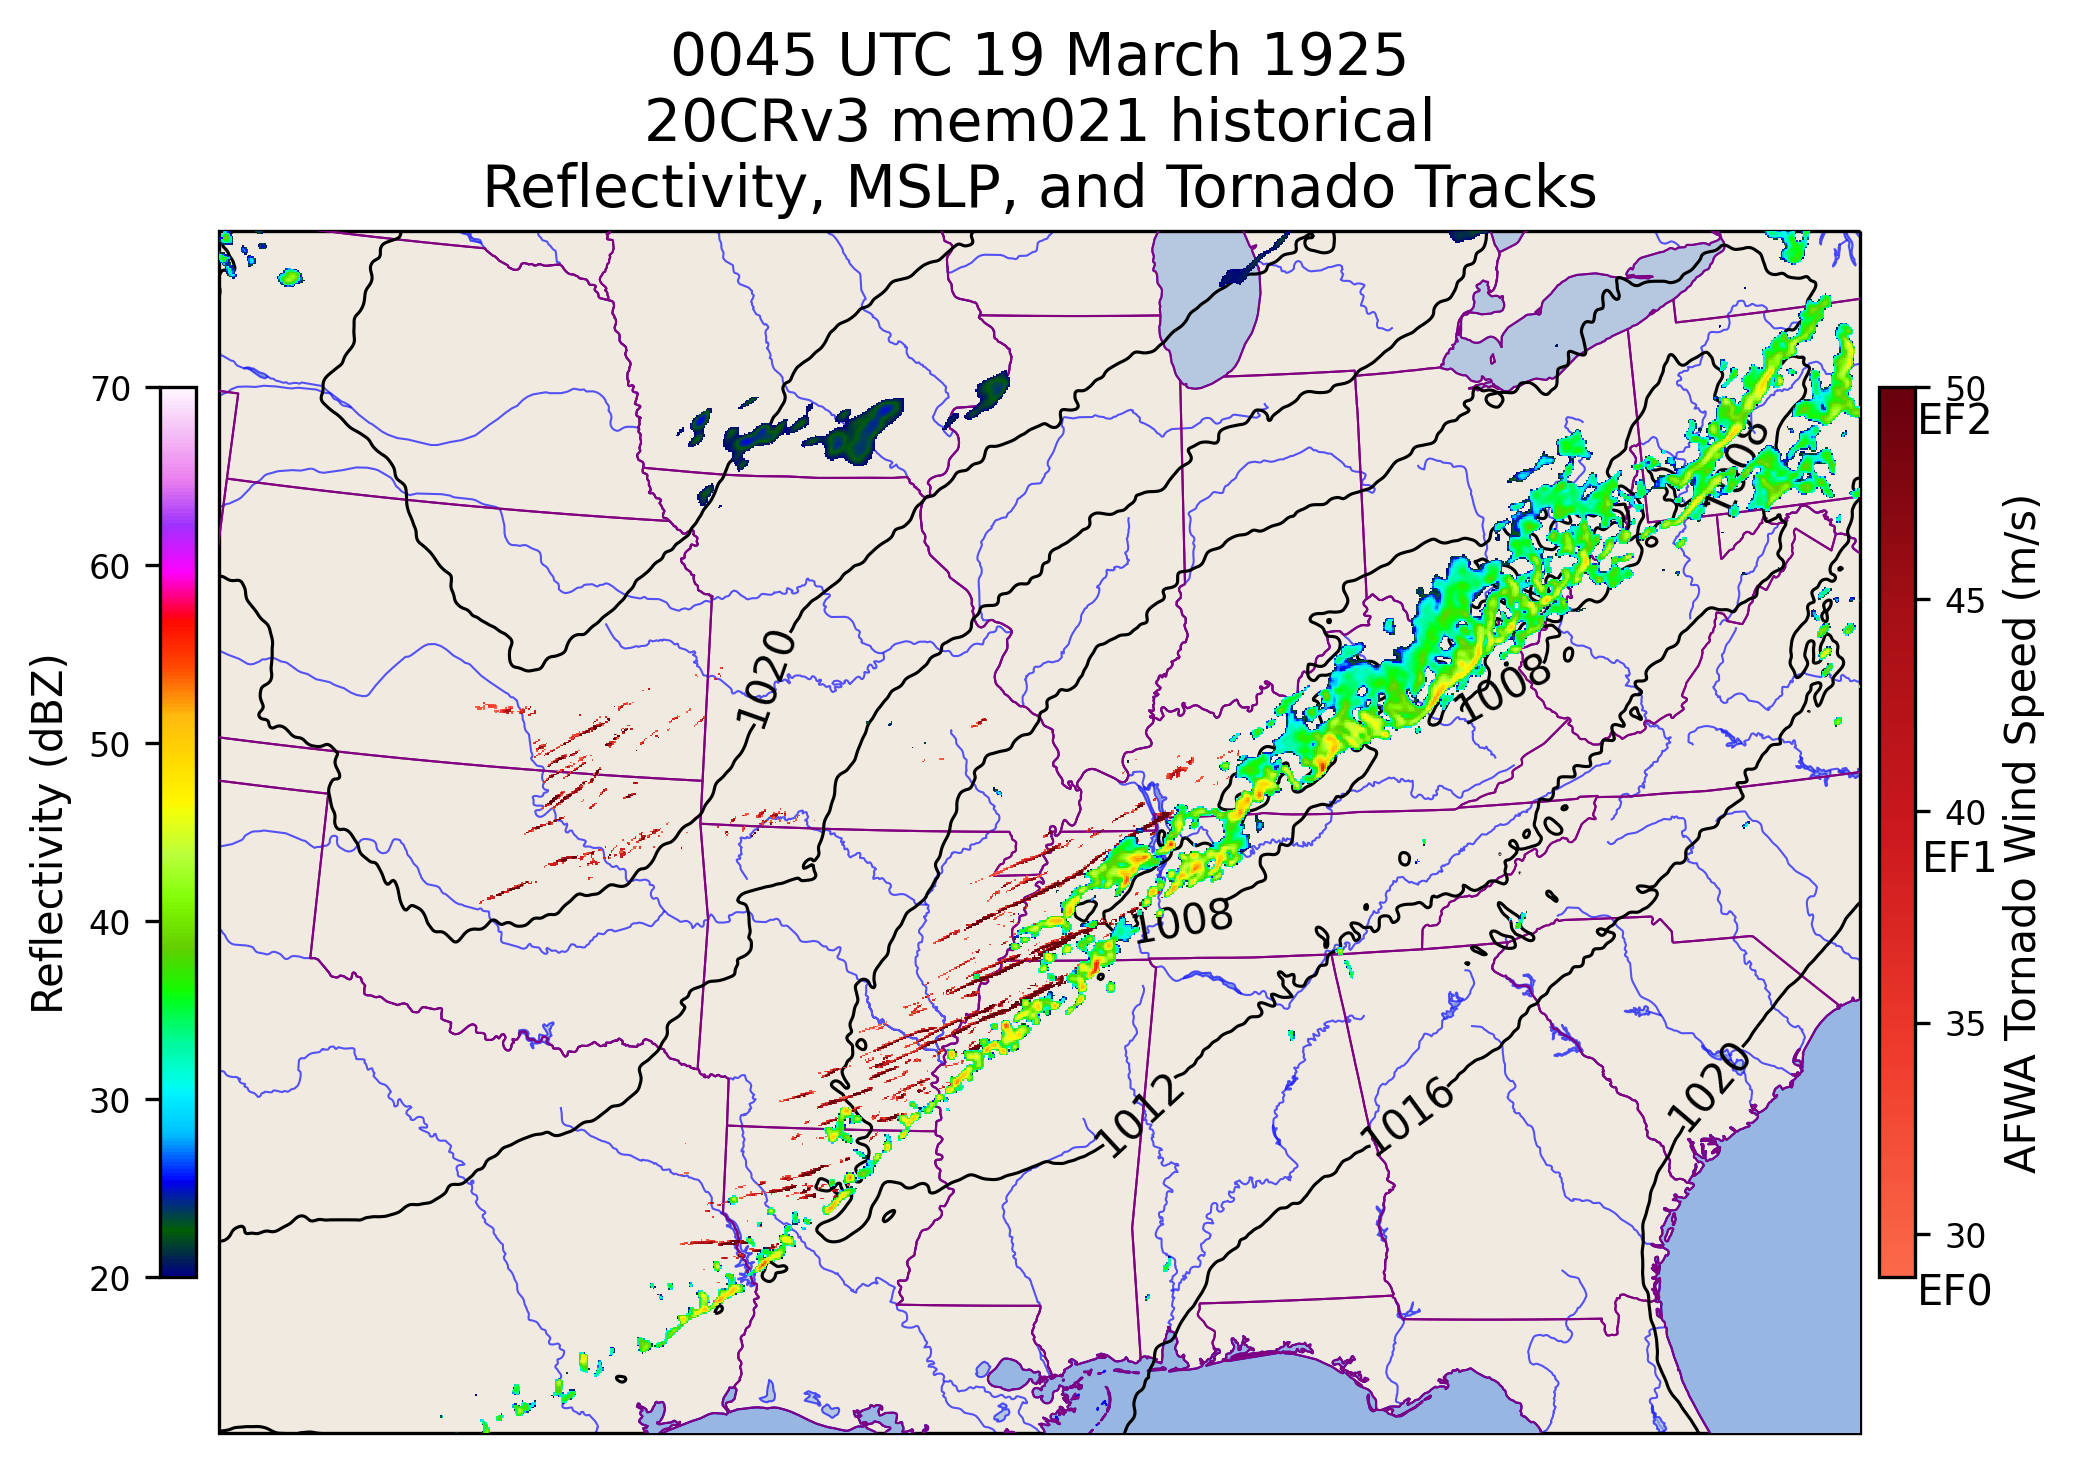 0045 UTC 19 March 1925
20CRv3 mem021 historical
Reflectivity, MSLP, and Tornado Tracks
70
60
50
40
30
20
Reflectivity (dBZ)
1020
1008
1008
1008
1012
1016
1020
50
EF2
45
40
EF1
35
30
EF0
AFWA Tornado Wind Speed (m/s)